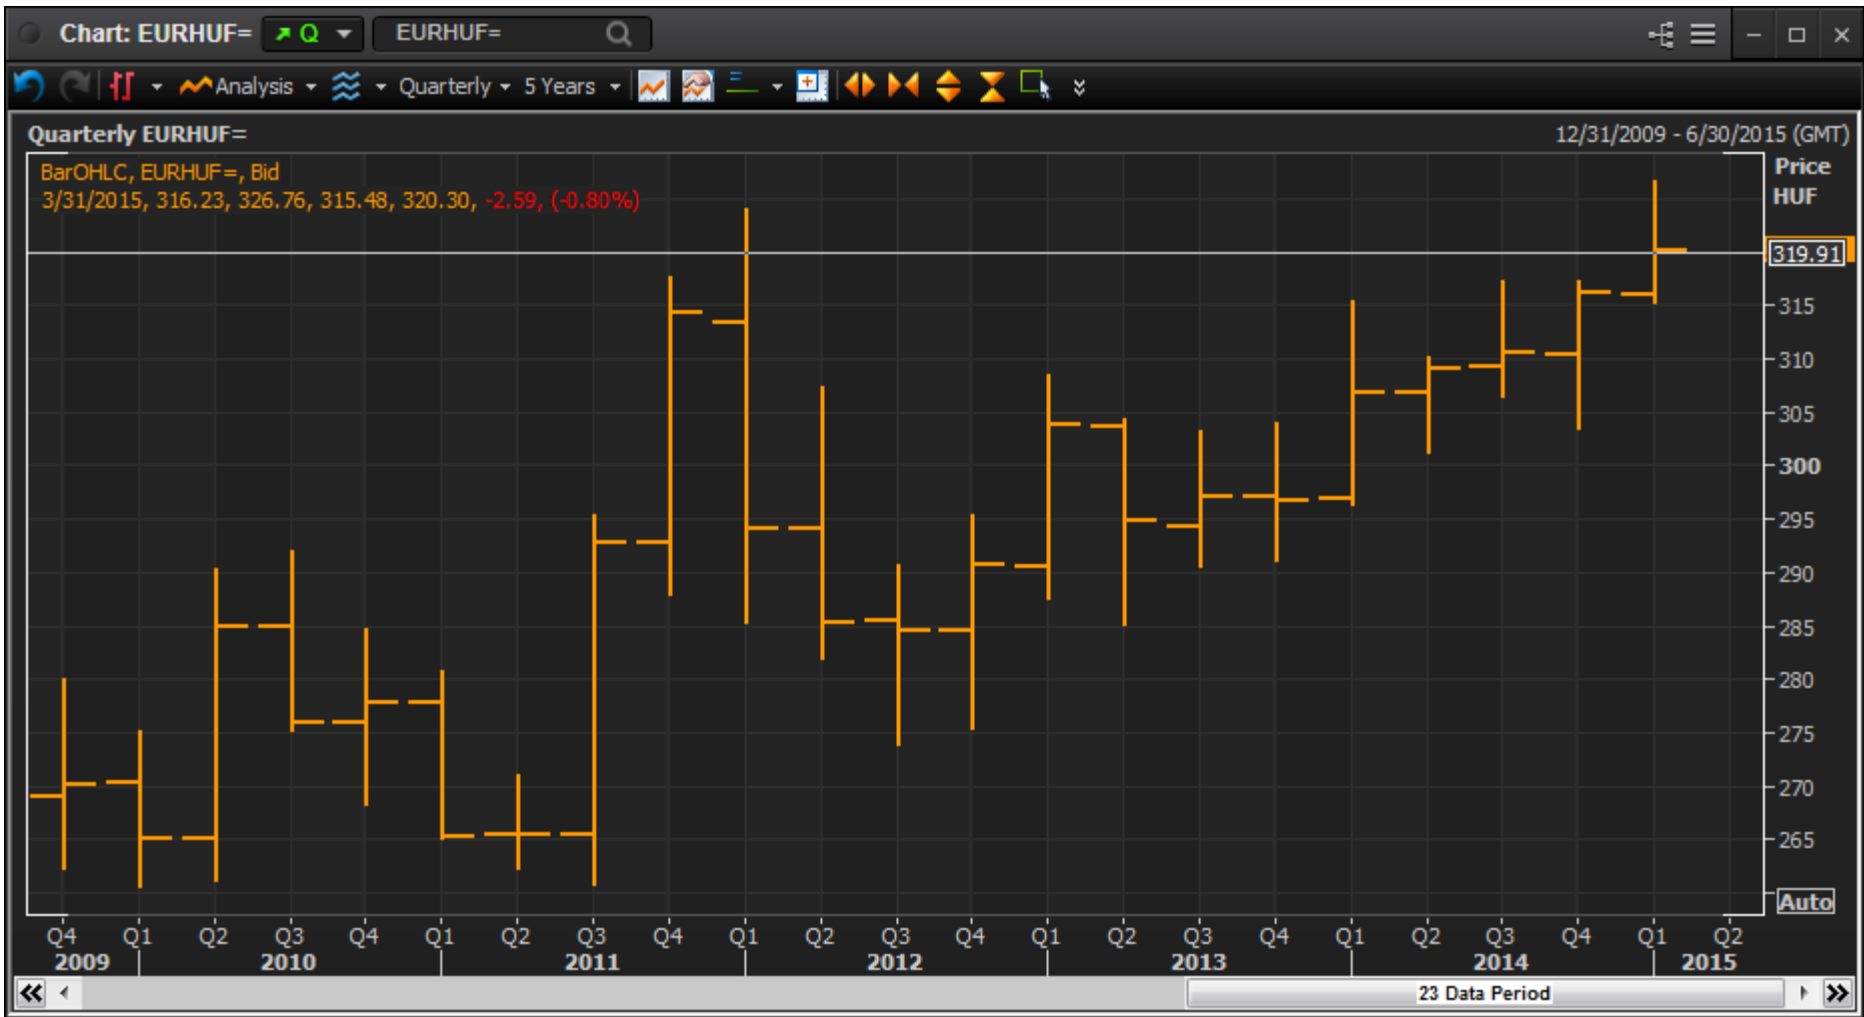 Chart: EURHUF= Q EURHUF=
Analysis Quarterly 5 Years
Quarterly EURHUF= 12/31/2009 - 6/30/2015 (GMT)
BarOHLC, EURHUF=, Bid
3/31/2015, 316.23, 326.76, 315.48, 320.30, -2.59, (-0.80%)
Price
HUF
319.91
315
310
305
300
295
290
285
280
275
270
265
Auto
Q4 Q1 Q2 Q3 Q4 Q1 Q2 Q3 Q4 Q1 Q2 Q3 Q4 Q1 Q2 Q3 Q4 Q1 Q2 Q3 Q4 Q1 Q2
2009 2010 2011 2012 2013 2014 2015
23 Data Period